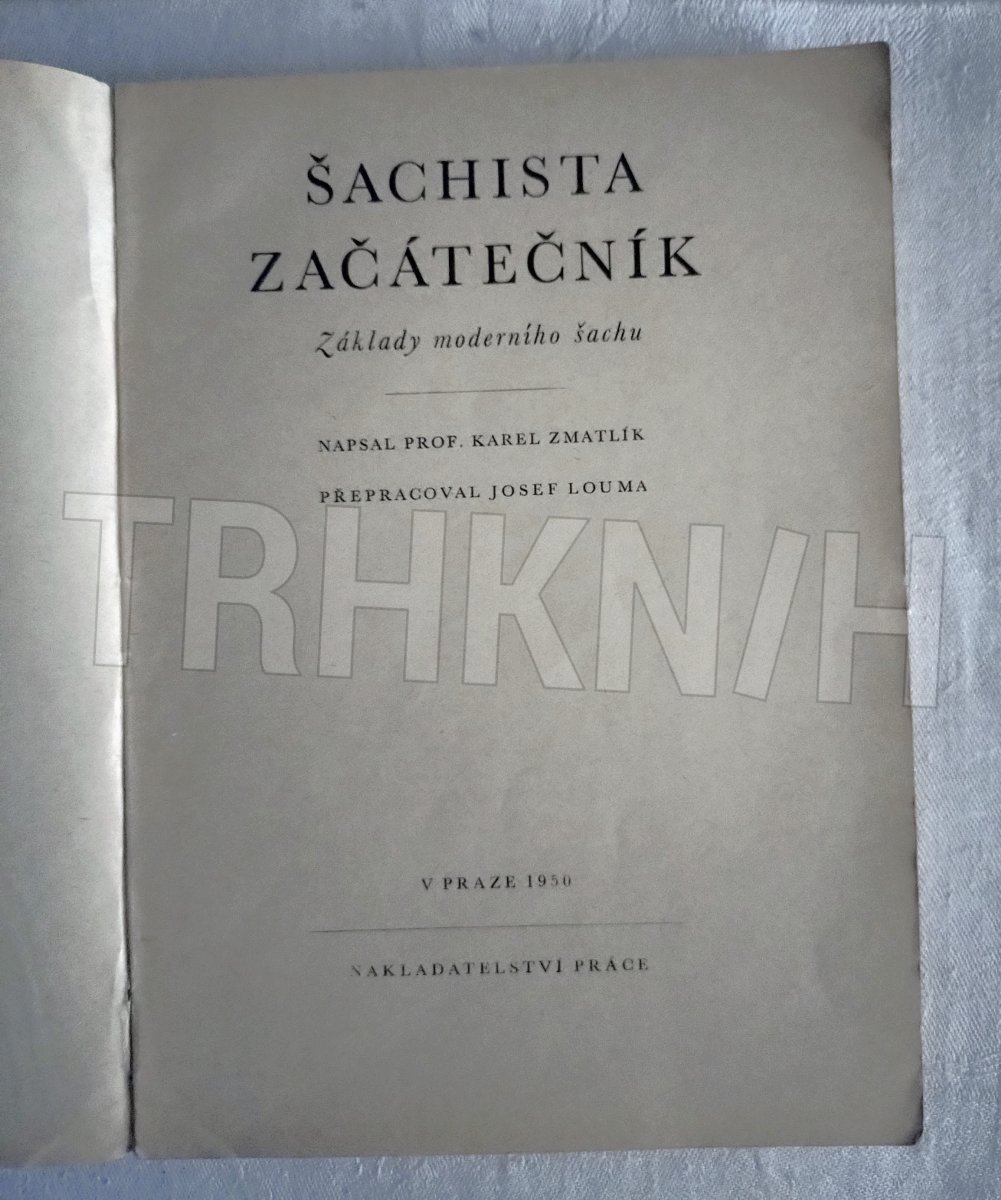 ŠACHISTA
ZAČÁTEČNÍK
Základy moderního šachu
NAPSAL PROF. KAREL ZMATLÍK
PŘEPRACOVAL JOSEF LOUMA
TRHKNIH
V PRAZE 1950
NAKLADATELSTVÍ PRÁCE